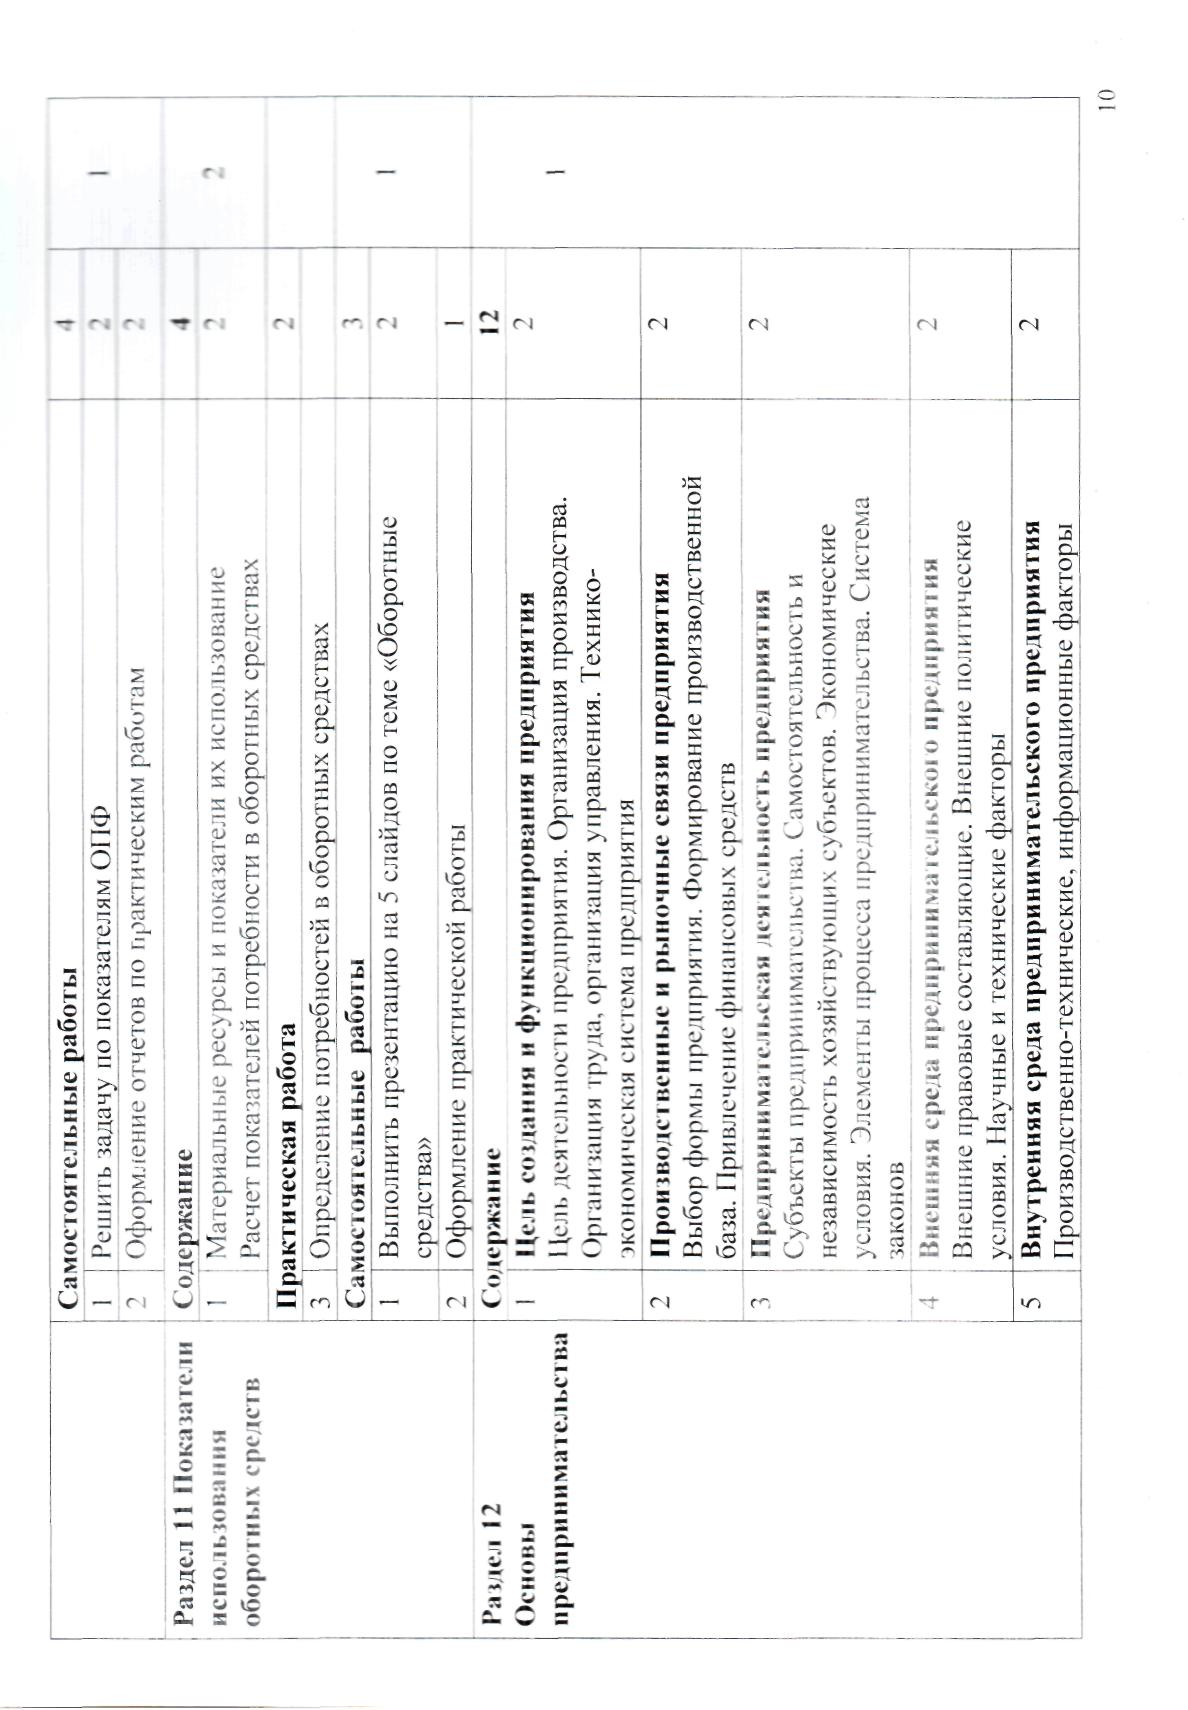 Самостоятельные работы 4
1 Решить задачу по показателям ОПФ 2 1
2 Оформление отчетов по практическим работам 2
Раздел 11 Показатели
использования
оборотных средств
Содержание 4
1 Материальные ресурсы и показатели их использование 2 2
Расчет показателей потребности в оборотных средствах
Практическая работа 2
3 Определение потребностей в оборотных средствах
Самостоятельные работы 3
1 Выполнить презентацию на 5 слайдов по теме «Оборотные 2 1
средства»
2 Оформление практической работы 1
Раздел 12
Основы
предпринимательства
Содержание 12
1 Цель создания и функционирования предприятия 2
Цель деятельности предприятия. Организация производства. 1
Организация труда, организация управления. Технико-
экономическая система предприятия
2 Производственные и рыночные связи предприятия 2
Выбор формы предприятия. Формирование производственной
база. Привлечение финансовых средств
3 Предпринимательская деятельность предприятия 2
Субъекты предпринимательства. Самостоятельность и
независимость хозяйствующих субъектов. Экономические
условия. Элементы процесса предпринимательства. Система
законов
4 Внешняя среда предпринимательского предприятия 2
Внешние правовые составляющие. Внешние политические
условия. Научные и технические факторы
5 Внутренняя среда предпринимательского предприятия 2
Производственно-технические, информационные факторы
10